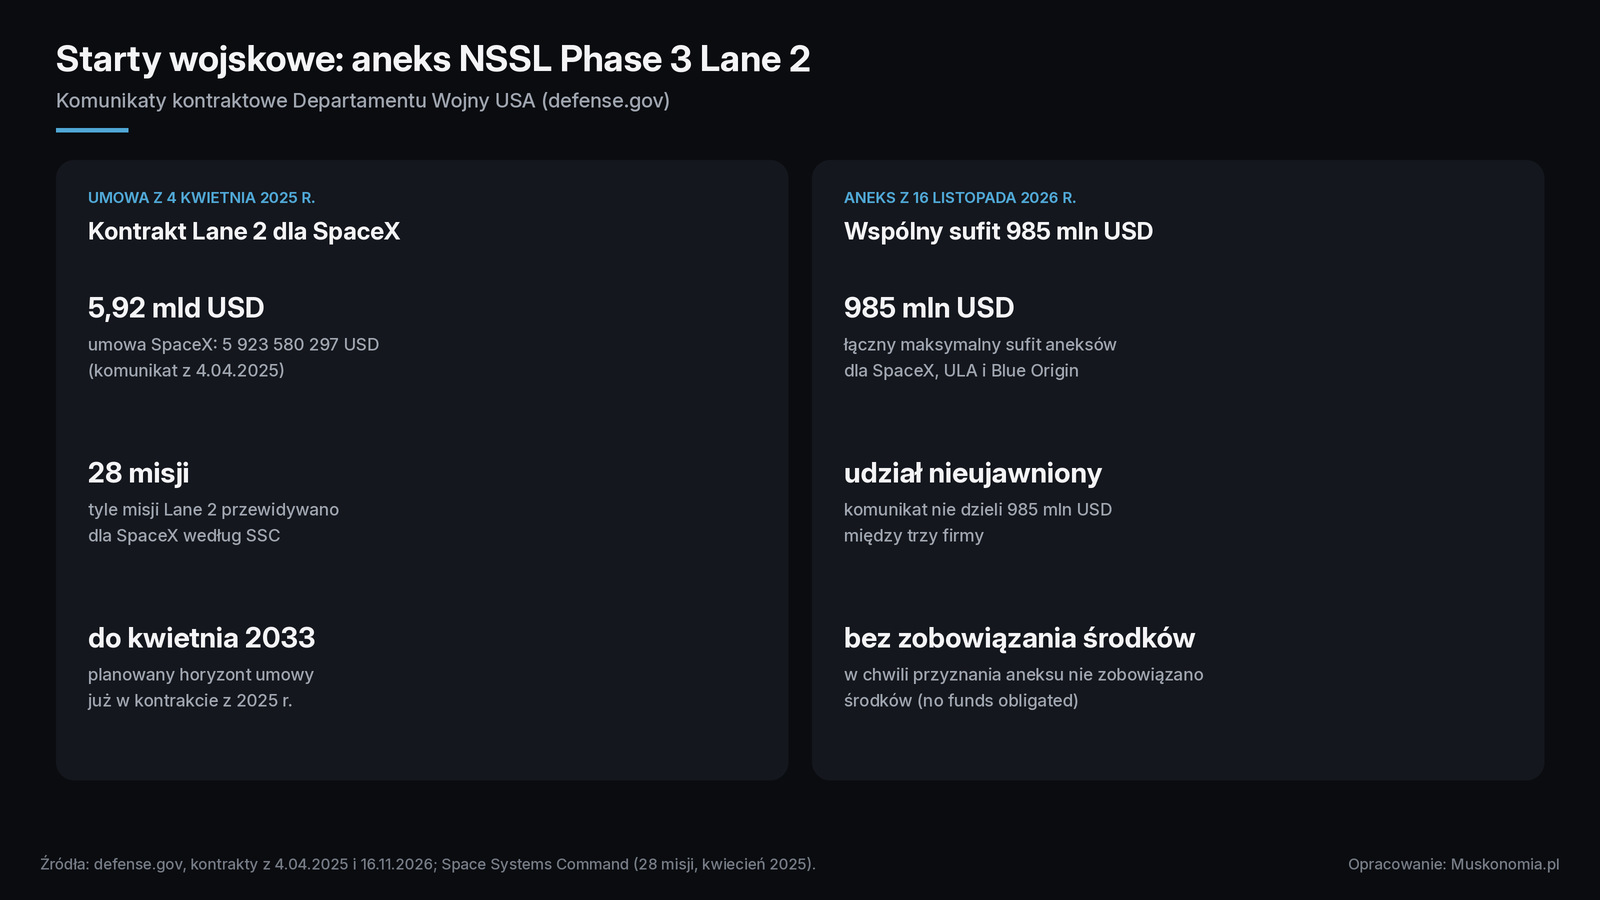 Starty wojskowe: aneks NSSL Phase 3 Lane 2
Komunikaty kontraktowe Departamentu Wojny USA (defense.gov)
UMOWA Z 4 KWIETNIA 2025 R.
Kontrakt Lane 2 dla SpaceX
5,92 mld USD
umowa SpaceX: 5 923 580 297 USD
(komunikat z 4.04.2025)
28 misji
tyle misji Lane 2 przewidywano
dla SpaceX według SSC
do kwietnia 2033
planowany horyzont umowy
już w kontrakcie z 2025 r.
ANEKS Z 16 LISTOPADA 2026 R.
Wspólny sufit 985 mln USD
985 mln USD
łączny maksymalny sufit aneksów
dla SpaceX, ULA i Blue Origin
udział nieujawniony
komunikat nie dzieli 985 mln USD
między trzy firmy
bez zobowiązania środków
w chwili przyznania aneksu nie zobowiązano
środków (no funds obligated)
Źródła: defense.gov, kontrakty z 4.04.2025 i 16.11.2026; Space Systems Command (28 misji, kwiecień 2025).
Opracowanie: Muskonomia.pl